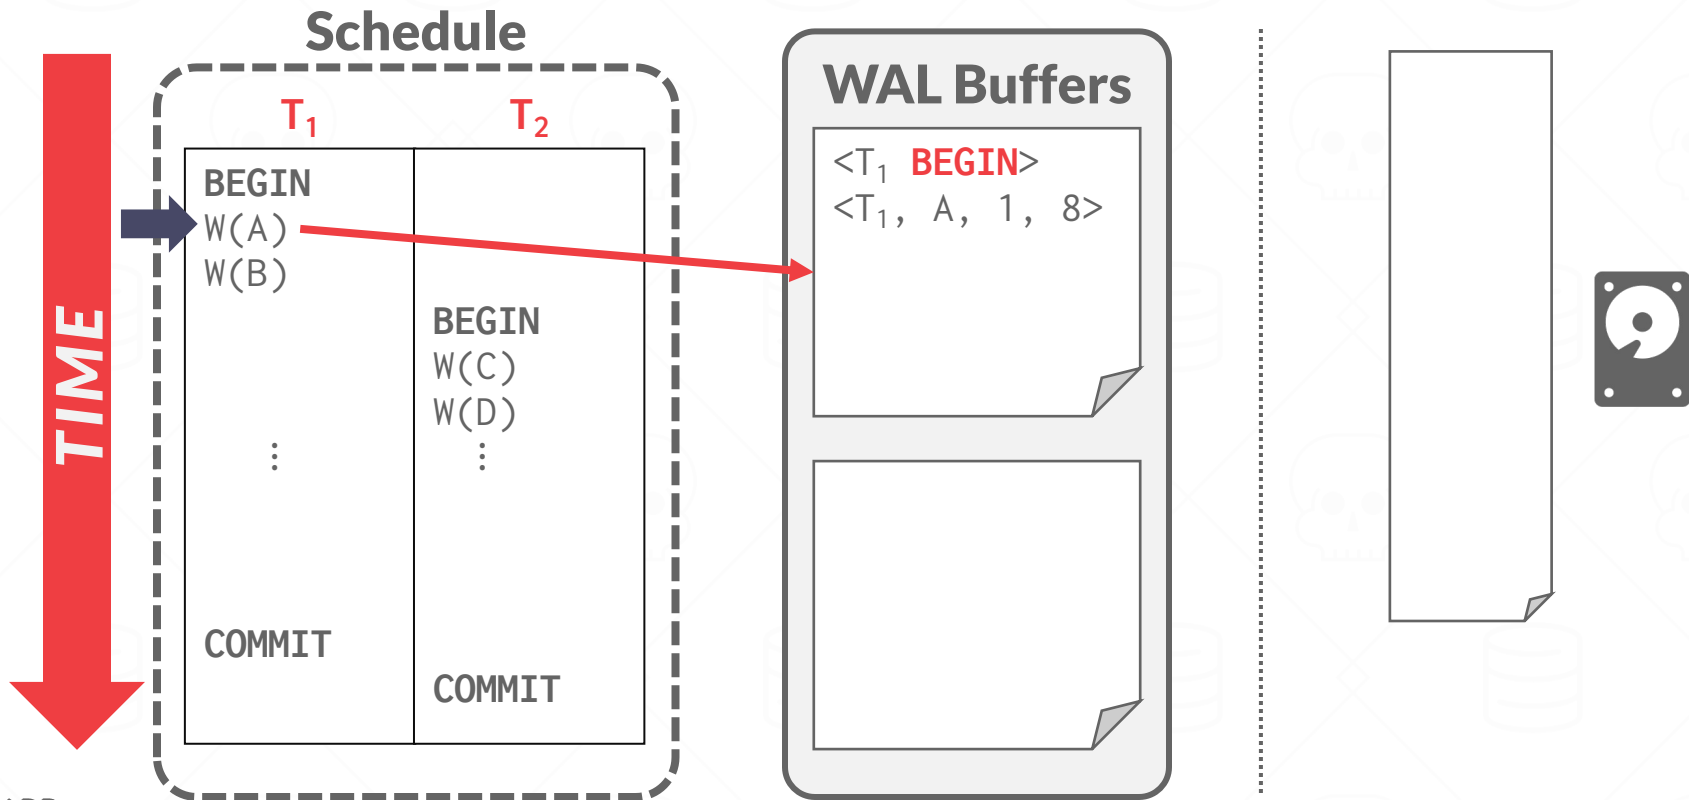 Schedule
TIME
T₁ T₂
BEGIN
W(A)
W(B)
BEGIN
W(C)
W(D)
⋮ ⋮
COMMIT
COMMIT
WAL Buffers
<T₁ BEGIN>
<T₁, A, 1, 8>